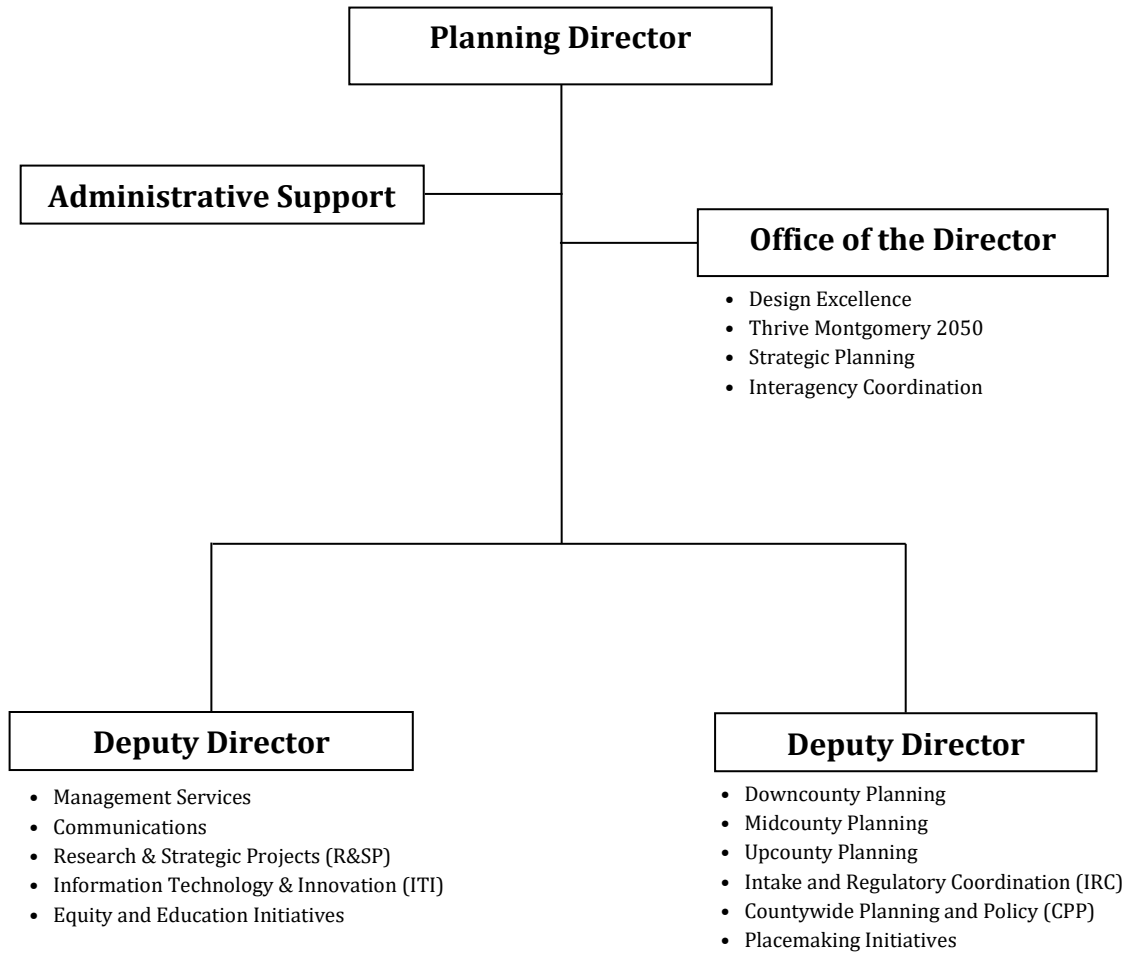 Planning Director
Administrative Support
Office of the Director
• Design Excellence
• Thrive Montgomery 2050
• Strategic Planning
• Interagency Coordination
Deputy Director
• Management Services
• Communications
• Research & Strategic Projects (R&SP)
• Information Technology & Innovation (ITI)
• Equity and Education Initiatives
Deputy Director
• Downcounty Planning
• Midcounty Planning
• Upcounty Planning
• Intake and Regulatory Coordination (IRC)
• Countywide Planning and Policy (CPP)
• Placemaking Initiatives